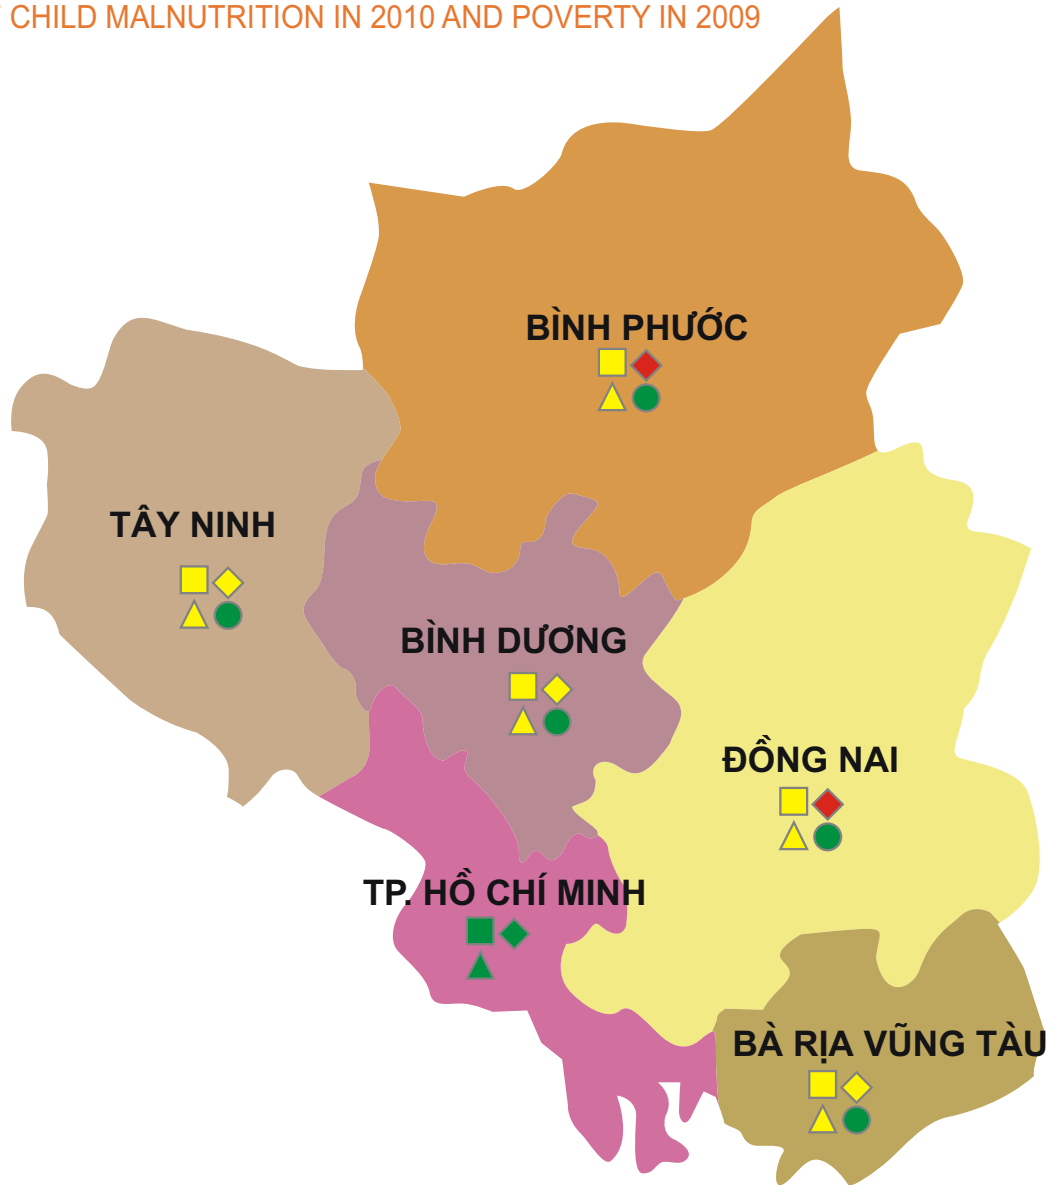 CHILD MALNUTRITION IN 2010 AND POVERTY IN 2009
BÌNH PHƯỚC
TÂY NINH
BÌNH DƯƠNG
ĐỒNG NAI
TP. HỒ CHÍ MINH
BÀ RỊA VŨNG TÀU